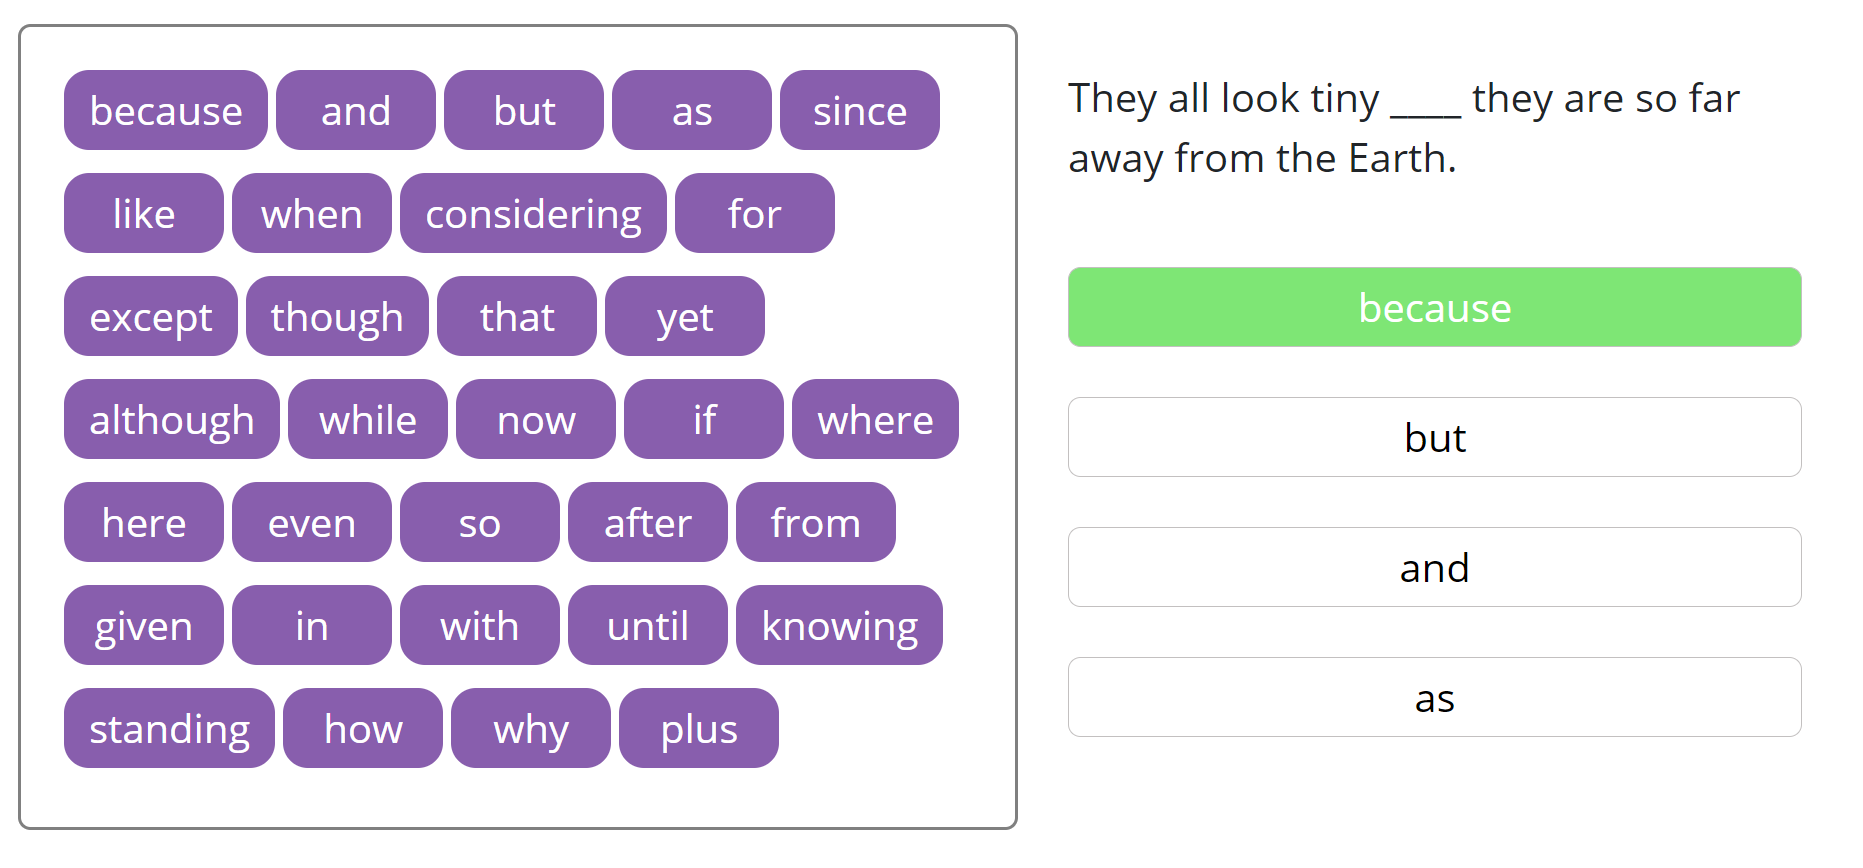 because and but as since
like when considering for
except though that yet
although while now if where
here even so after from
given in with until knowing
standing how why plus
They all look tiny ____ they are so far
away from the Earth.
because
but
and
as